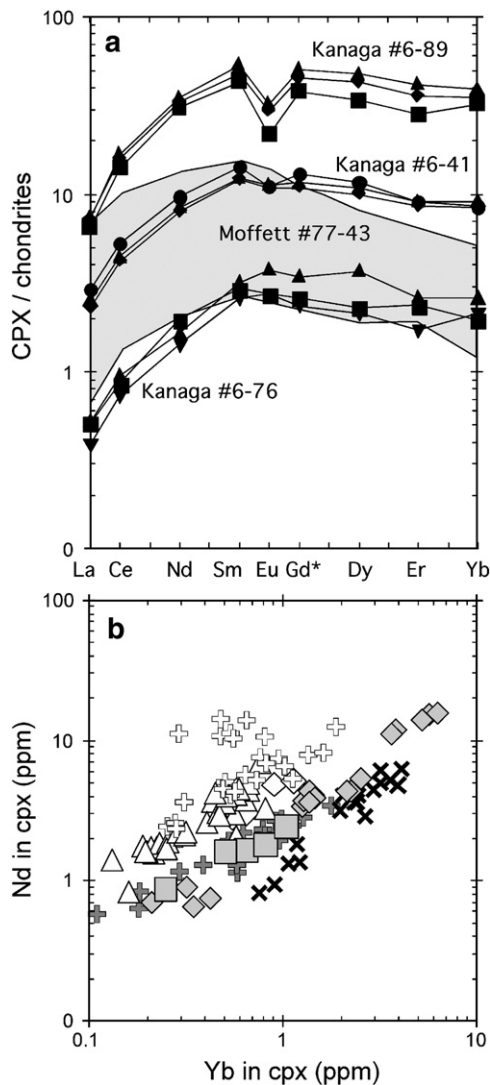 100
a
Kanaga #6-89
Kanaga #6-41
10
Moffett #77-43
CPX / chondrites
1
Kanaga #6-76
0
La Ce Nd Sm Eu Gd* Dy Er Yb
100
b
10
Nd in cpx (ppm)
1
0
0.1 1 10
Yb in cpx (ppm)